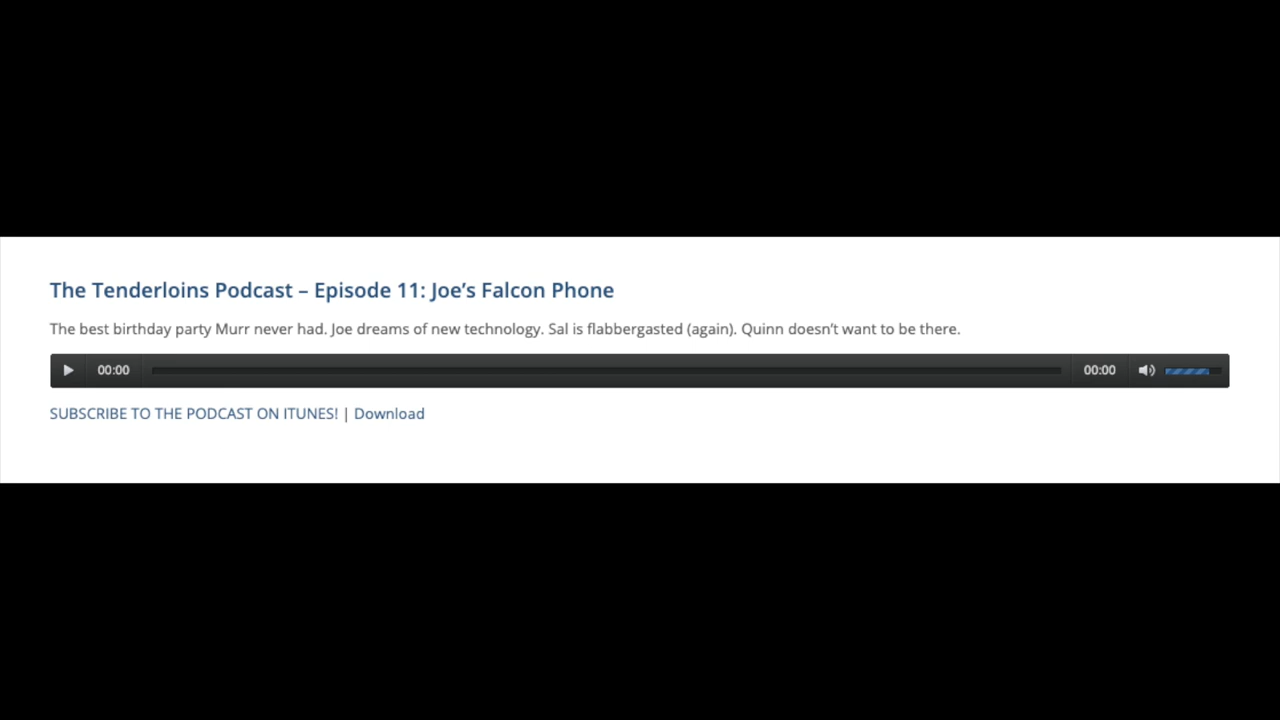 The Tenderloins Podcast – Episode 11: Joe’s Falcon Phone
The best birthday party Murr never had. Joe dreams of new technology. Sal is flabbergasted (again). Quinn doesn’t want to be there.
00:00 00:00
SUBSCRIBE TO THE PODCAST ON ITUNES! | Download